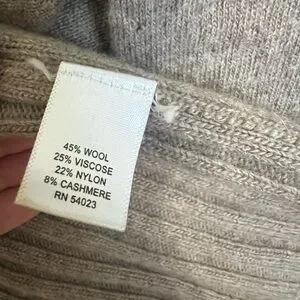 45% WOOL
25% VISCOSE
22% NYLON
8% CASHMERE
RN 54023